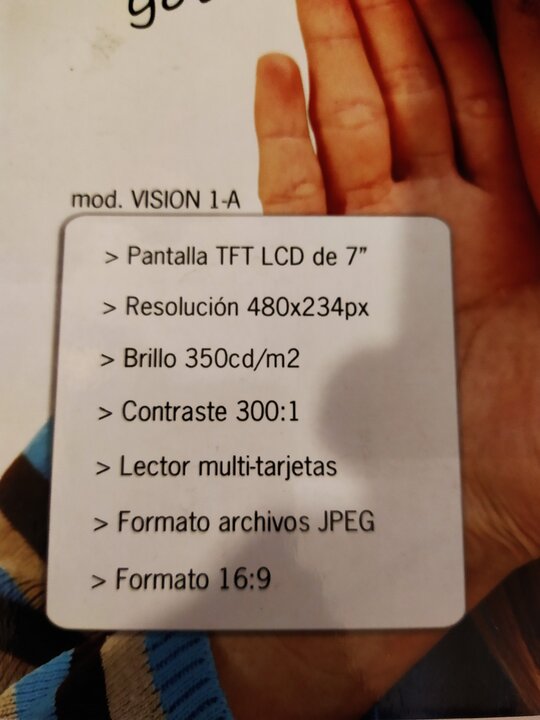 mod. VISION 1-A
> Pantalla TFT LCD de 7"
> Resolución 480x234px
> Brillo 350cd/m2
> Contraste 300:1
> Lector multi-tarjetas
> Formato archivos JPEG
> Formato 16:9